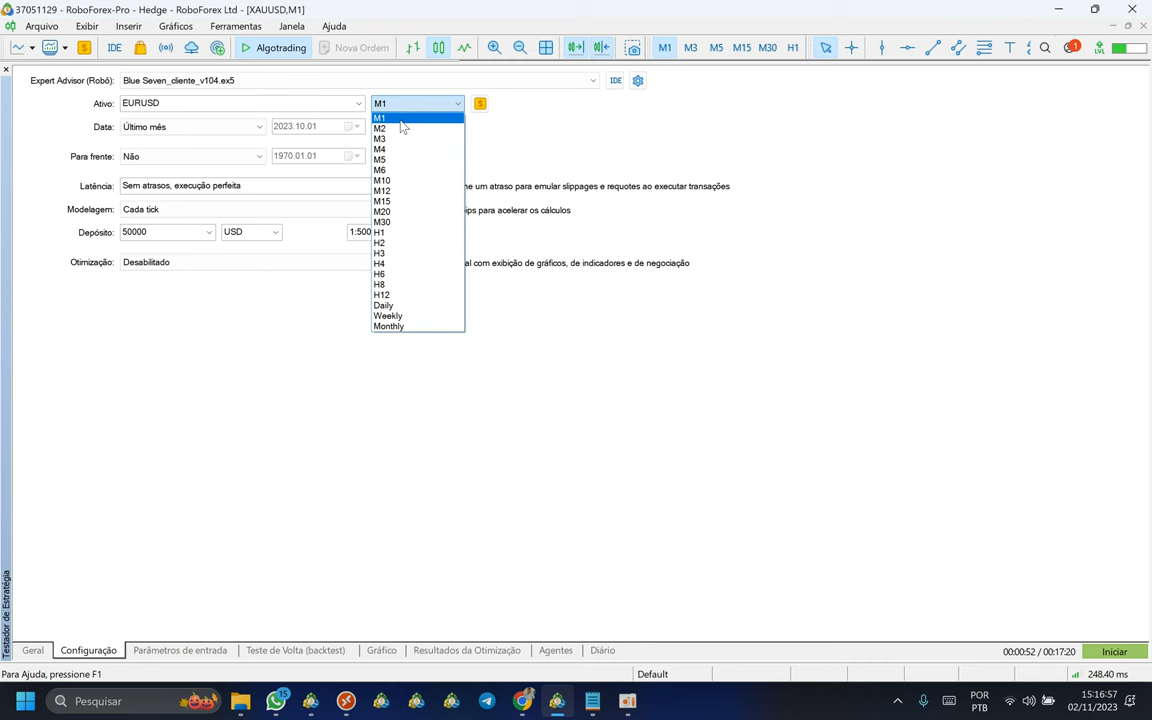 37051129 - RoboForex-Pro - Hedge - RoboForex Ltd - [XAUUSD,M1]
Arquivo Exibir Inserir Gráficos Ferramentas Janela Ajuda
IDE Algotrading Nova Ordem M1 M3 M5 M15 M30 H1 T 1 LVL
Expert Advisor (Robô): Blue Seven_cliente_v104.ex5 IDE
Ativo: EURUSD M1
M1
Data: Último mês 2023.10.01
M2
M3
M4
Para frente: Não 1970.01.01
M5
M6
M10
Latência: Sem atrasos, execução perfeita e um atraso para emular slippages e requotes ao executar transações
M12
M15
Modelagem: Cada tick ips para acelerar os cálculos
M20
M30
Depósito: 50000 USD 1:500
H1
H2
H3
Otimização: Desabilitado al com exibição de gráficos, de indicadores e de negociação
H4
H6
H8
H12
Daily
Weekly
Monthly
Testador de Estratégia
Geral Configuração Parâmetros de entrada Teste de Volta (backtest) Gráfico Resultados da Otimização Agentes Diário 00:00:52 / 00:17:20 Iniciar
Para Ajuda, pressione F1 Default 248.40 ms
Pesquisar 15 POR PTB 15:16:57 02/11/2023